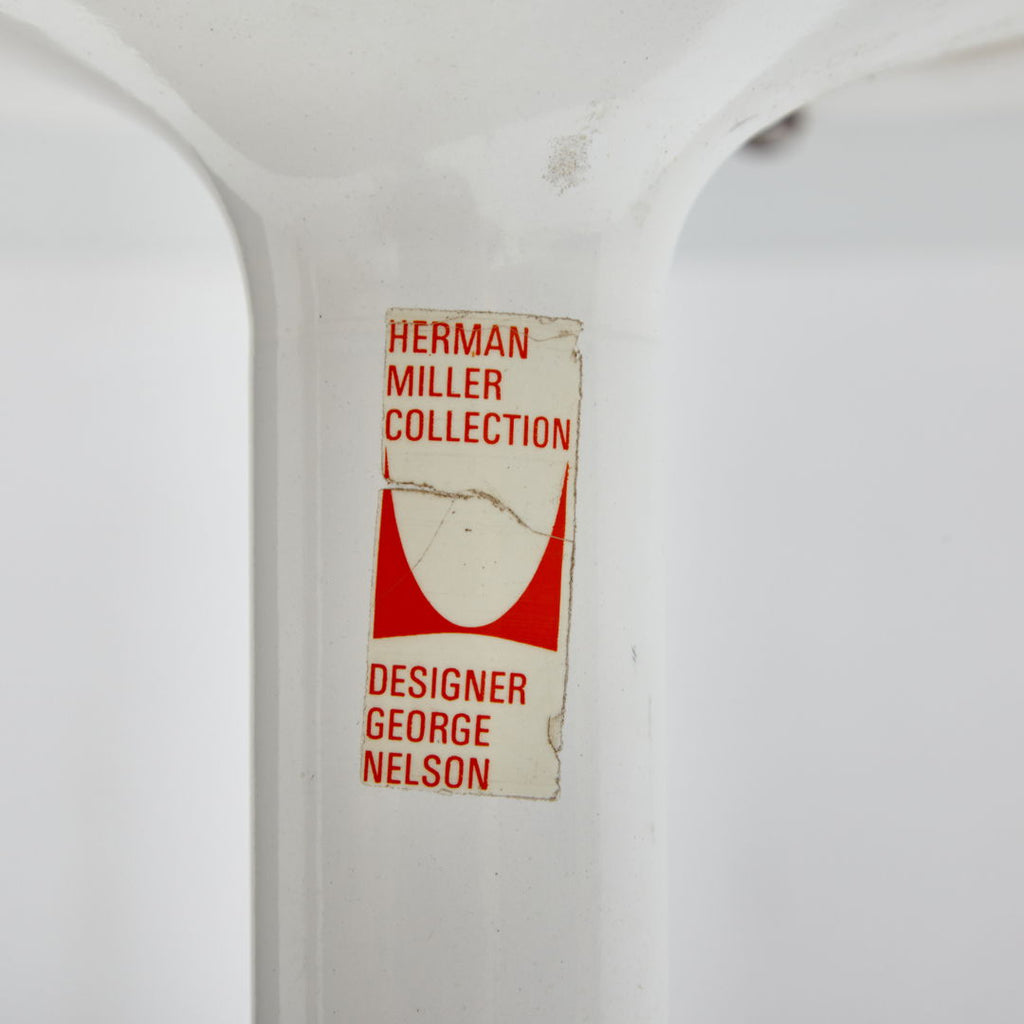 HERMAN
MILLER
COLLECTION
DESIGNER
GEORGE
NELSON